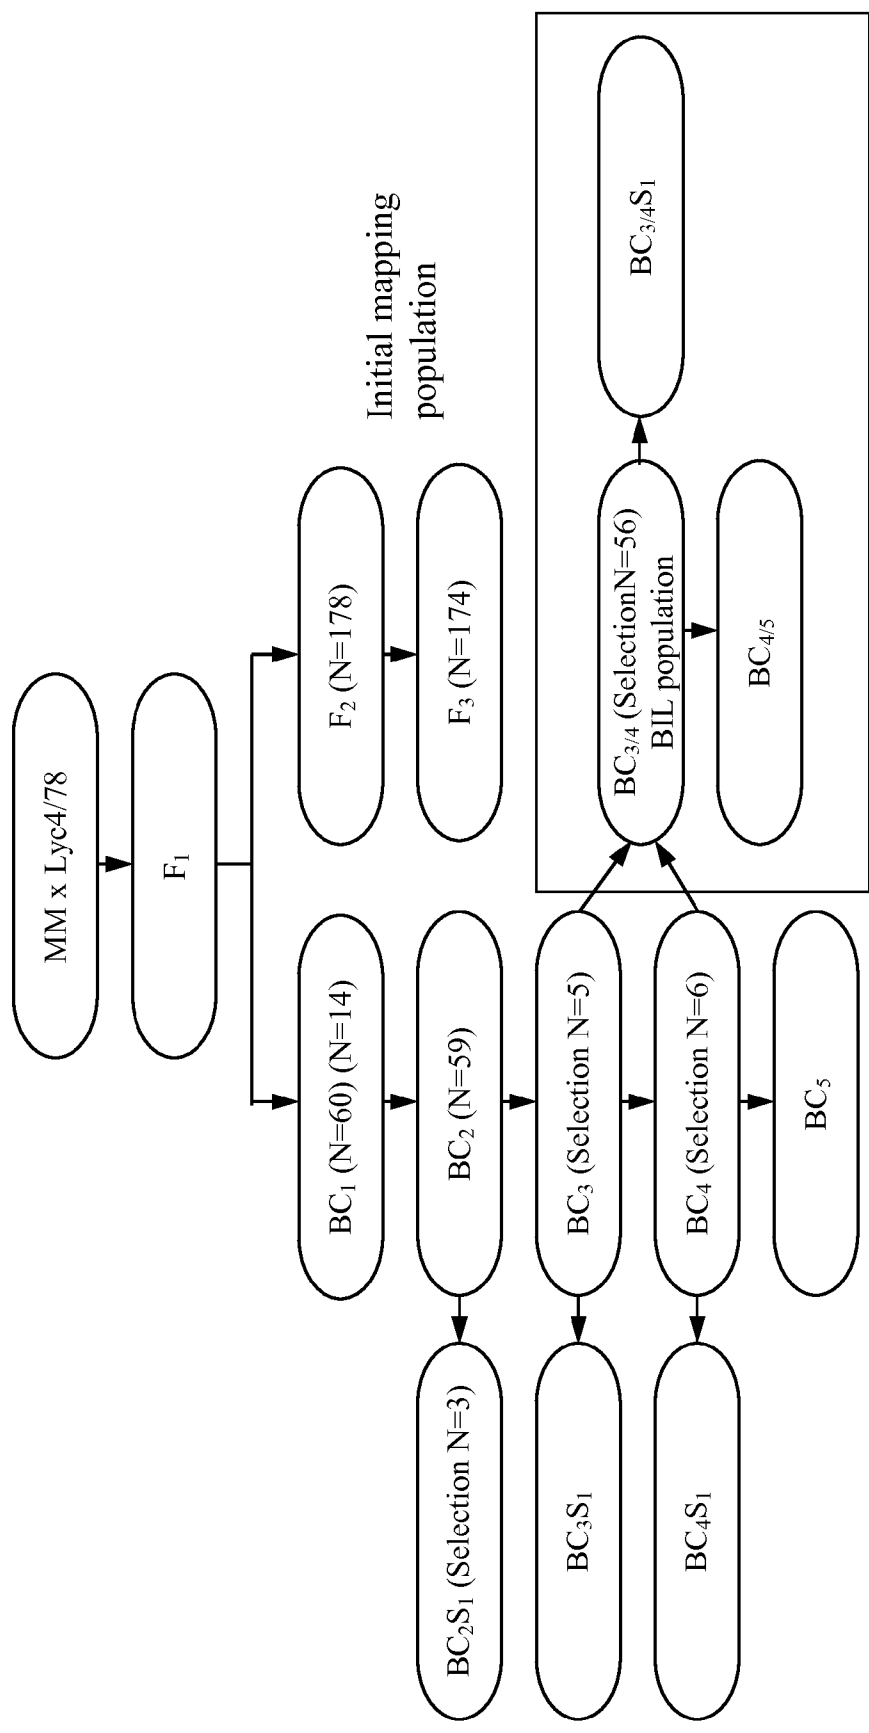 MM x Lyc4/78
F₁
BC₁ (N=60) (N=14)
F₂ (N=178)
Initial mapping
population
BC₂S₁ (Selection N=3)
BC₂ (N=59)
F₃ (N=174)
BC₃S₁
BC₃ (Selection N=5)
BC₃/₄ (SelectionN=56)
BIL population
BC₃/₄S₁
BC₄S₁
BC₄ (Selection N=6)
BC₄/₅
BC₅